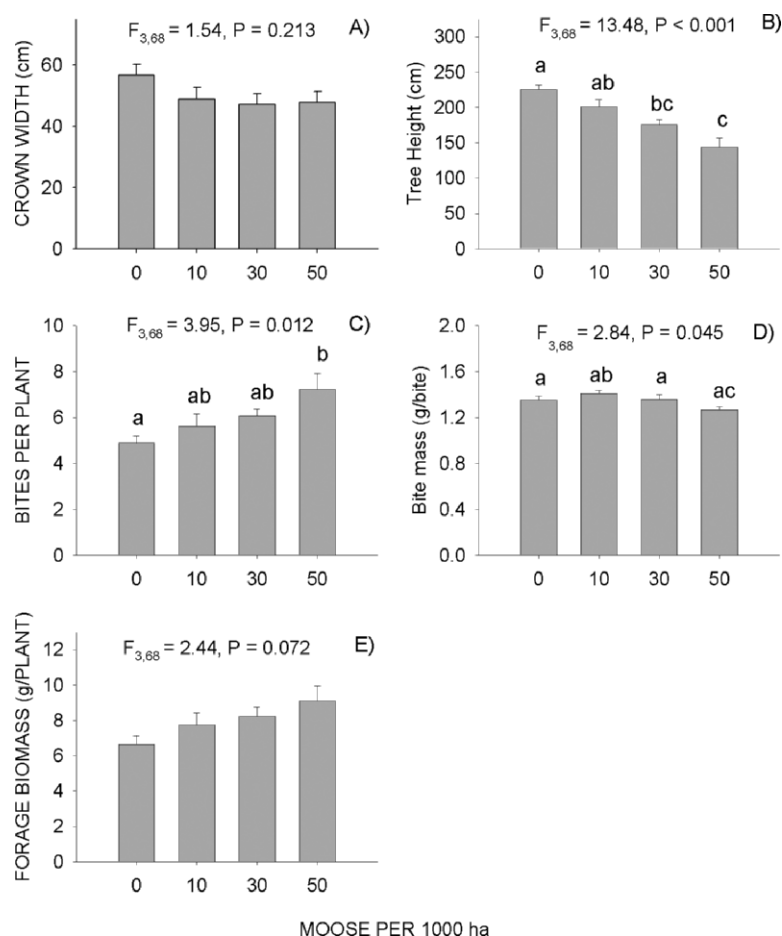 F3,68 = 1.54, P = 0.213
A)
CROWN WIDTH (cm)
60
40
20
0
0 10 30 50
F3,68 = 13.48, P < 0.001
B)
Tree Height (cm)
300
250
200
150
100
50
0
a ab bc c
0 10 30 50
F3,68 = 3.95, P = 0.012
C)
BITES PER PLANT
10
8
6
4
2
0
a ab ab b
0 10 30 50
F3,68 = 2.84, P = 0.045
D)
Bite mass (g/bite)
2.0
1.6
1.2
0.8
0.4
0.0
a ab a ac
0 10 30 50
F3,68 = 2.44, P = 0.072
E)
FORAGE BIOMASS (g/PLANT)
12
10
8
6
4
2
0
0 10 30 50
MOOSE PER 1000 ha